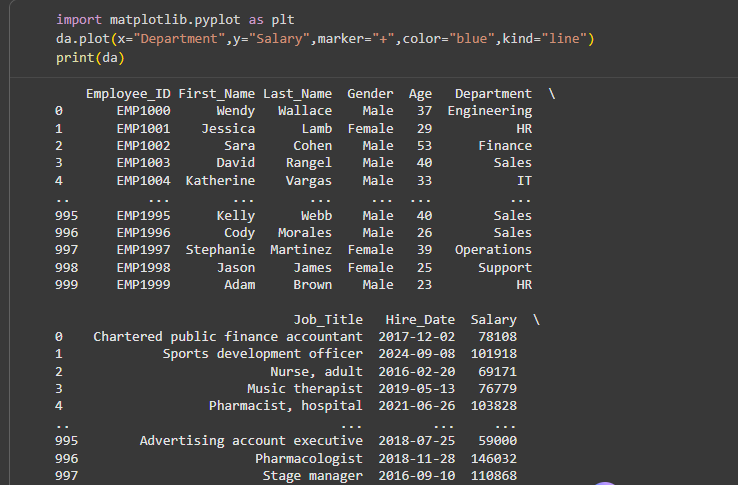 import matplotlib.pyplot as plt
da.plot(x="Department",y="Salary",marker="+",color="blue",kind="line")
print(da)
    Employee_ID First_Name Last_Name  Gender  Age   Department  \
0       EMP1000      Wendy   Wallace    Male   37  Engineering
1       EMP1001    Jessica      Lamb  Female   29           HR
2       EMP1002       Sara     Cohen    Male   53      Finance
3       EMP1003      David    Rangel    Male   40        Sales
4       EMP1004  Katherine    Vargas    Male   33           IT
..          ...        ...       ...     ...  ...          ...
995     EMP1995      Kelly      Webb    Male   40        Sales
996     EMP1996       Cody   Morales    Male   26        Sales
997     EMP1997  Stephanie  Martinez  Female   39   Operations
998     EMP1998      Jason     James  Female   25      Support
999     EMP1999       Adam     Brown    Male   23           HR
                               Job_Title   Hire_Date  Salary  \
0    Chartered public finance accountant  2017-12-02   78108
1             Sports development officer  2024-09-08  101918
2                           Nurse, adult  2016-02-20   69171
3                        Music therapist  2019-05-13   76779
4                   Pharmacist, hospital  2021-06-26  103828
..                                   ...         ...     ...
995        Advertising account executive  2018-07-25   59000
996                       Pharmacologist  2018-11-28  146032
997                        Stage manager  2016-09-10  110868